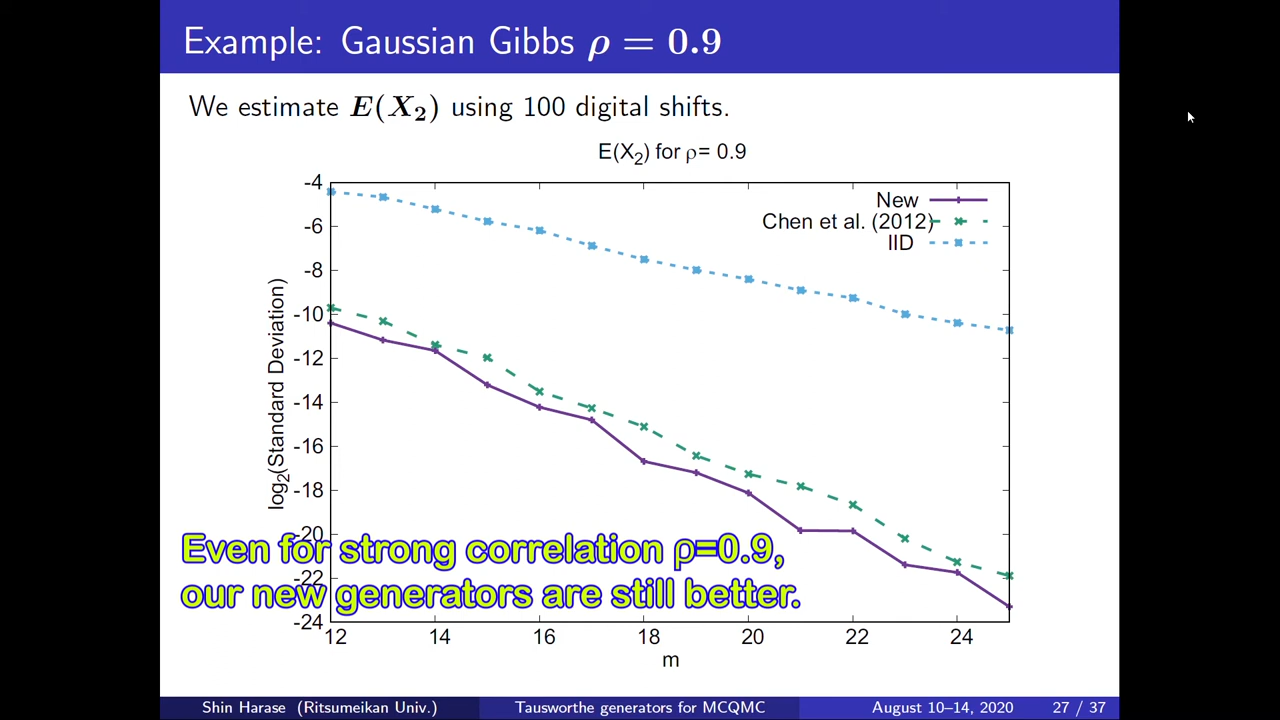 Example: Gaussian Gibbs ρ = 0.9
We estimate E(X₂) using 100 digital shifts.
E(X₂) for ρ= 0.9
New
Chen et al. (2012)
IID
log₂(Standard Deviation)
-4
-6
-8
-10
-12
-14
-16
-18
-20
-22
-24
Even for strong correlation ρ=0.9,
our new generators are still better.
12 14 16 18 20 22 24
m
Shin Harase (Ritsumeikan Univ.) Tausworthe generators for MCQMC August 10–14, 2020 27 / 37